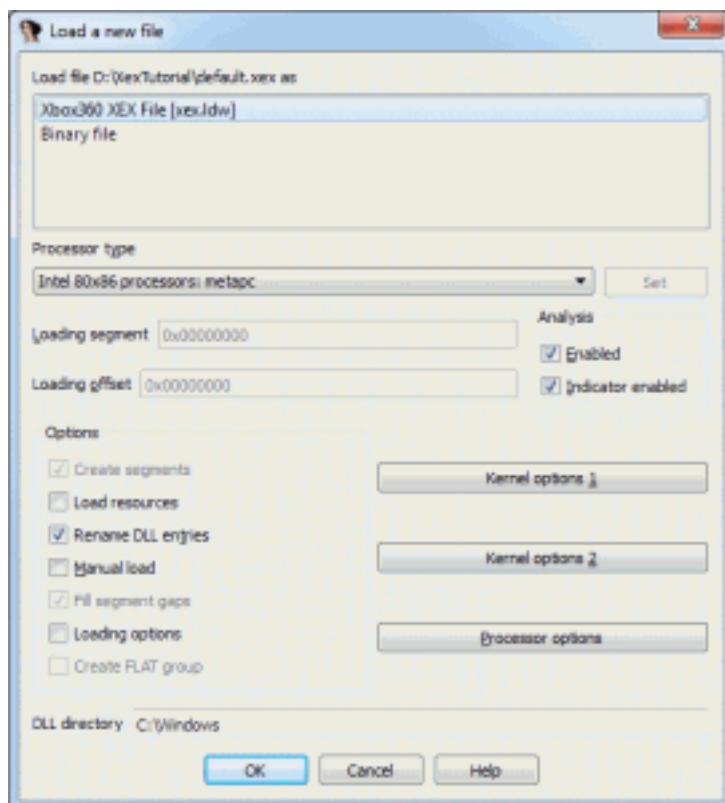 Load a new file
Load file D:\XexTutorial\default.xex as
Xbox360 XEX File [xex.ldw]
Binary file
Processor type
Intel 80x86 processors: metapc
Set
Analysis
Loading segment 0x00000000
Enabled
Loading offset 0x00000000
Indicator enabled
Options
Create segments
Kernel options 1
Load resources
Rename DLL entries
Manual load
Kernel options 2
Fill segment gaps
Loading options
Processor options
Create FLAT group
DLL directory C:\Windows
OK Cancel Help